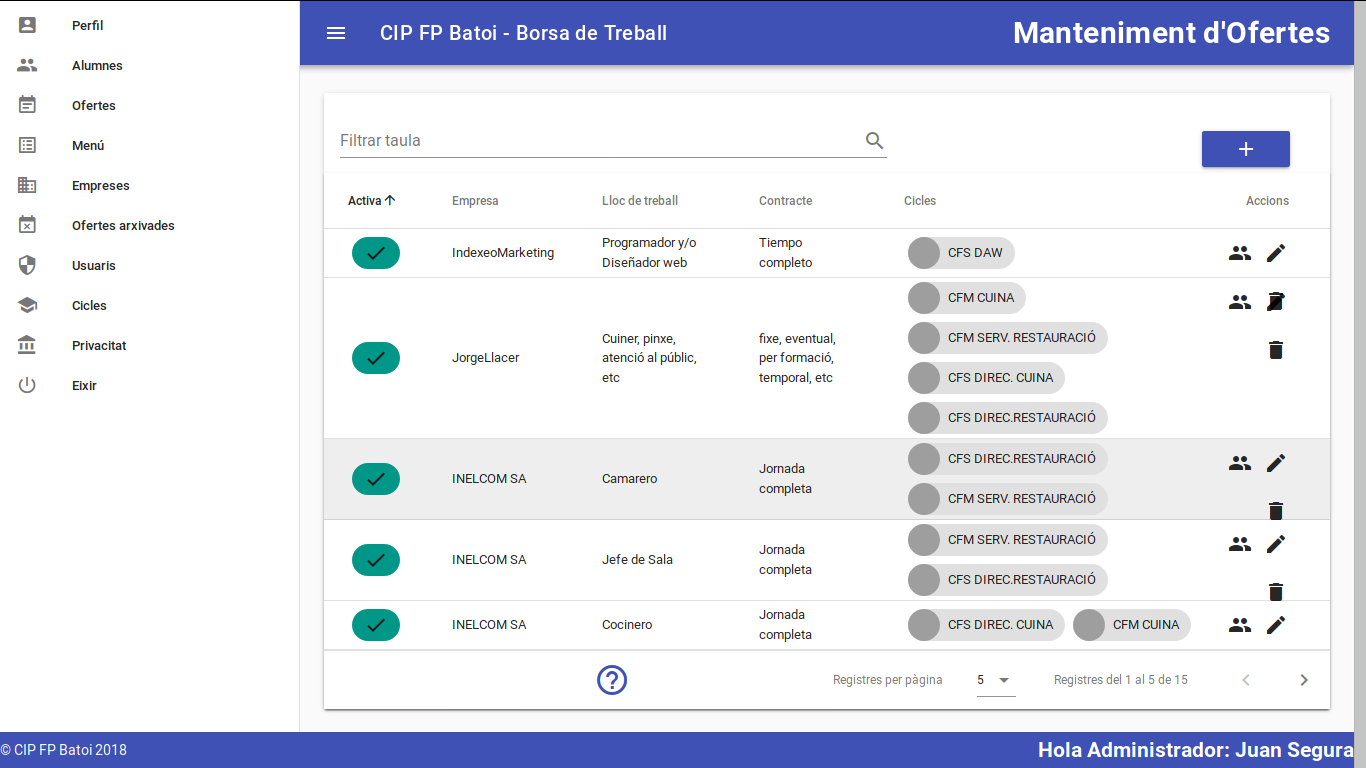 Perfil
Alumnes
Ofertes
Menú
Empreses
Ofertes arxivades
Usuaris
Cicles
Privacitat
Eixir
CIP FP Batoi - Borsa de Treball
Manteniment d'Ofertes
Filtrar taula
+
Activa Empresa Lloc de treball Contracte Cicles Accions
IndexeoMarketing
Programador y/o
Diseñador web
Tiempo
completo
CFS DAW
JorgeLlacer
Cuiner, pinxe,
atenció al públic,
etc
fixe, eventual,
per formació,
temporal, etc
CFM CUINA
CFM SERV. RESTAURACIÓ
CFS DIREC. CUINA
CFS DIREC.RESTAURACIÓ
INELCOM SA
Camarero
Jornada
completa
CFS DIREC.RESTAURACIÓ
CFM SERV. RESTAURACIÓ
INELCOM SA
Jefe de Sala
Jornada
completa
CFM SERV. RESTAURACIÓ
CFS DIREC.RESTAURACIÓ
INELCOM SA
Cocinero
Jornada
completa
CFS DIREC. CUINA CFM CUINA
? Registres per pàgina 5 Registres del 1 al 5 de 15
© CIP FP Batoi 2018
Hola Administrador: Juan Segura